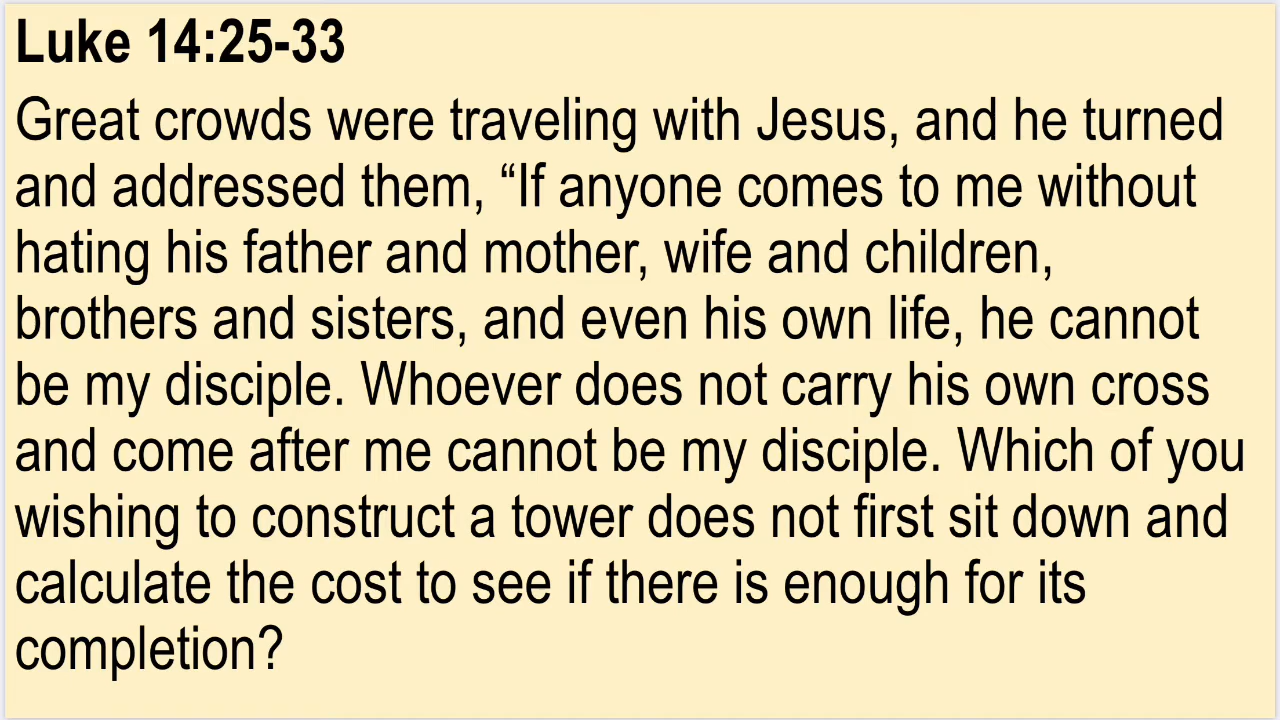 Luke 14:25-33
Great crowds were traveling with Jesus, and he turned
and addressed them, “If anyone comes to me without
hating his father and mother, wife and children,
brothers and sisters, and even his own life, he cannot
be my disciple. Whoever does not carry his own cross
and come after me cannot be my disciple. Which of you
wishing to construct a tower does not first sit down and
calculate the cost to see if there is enough for its
completion?